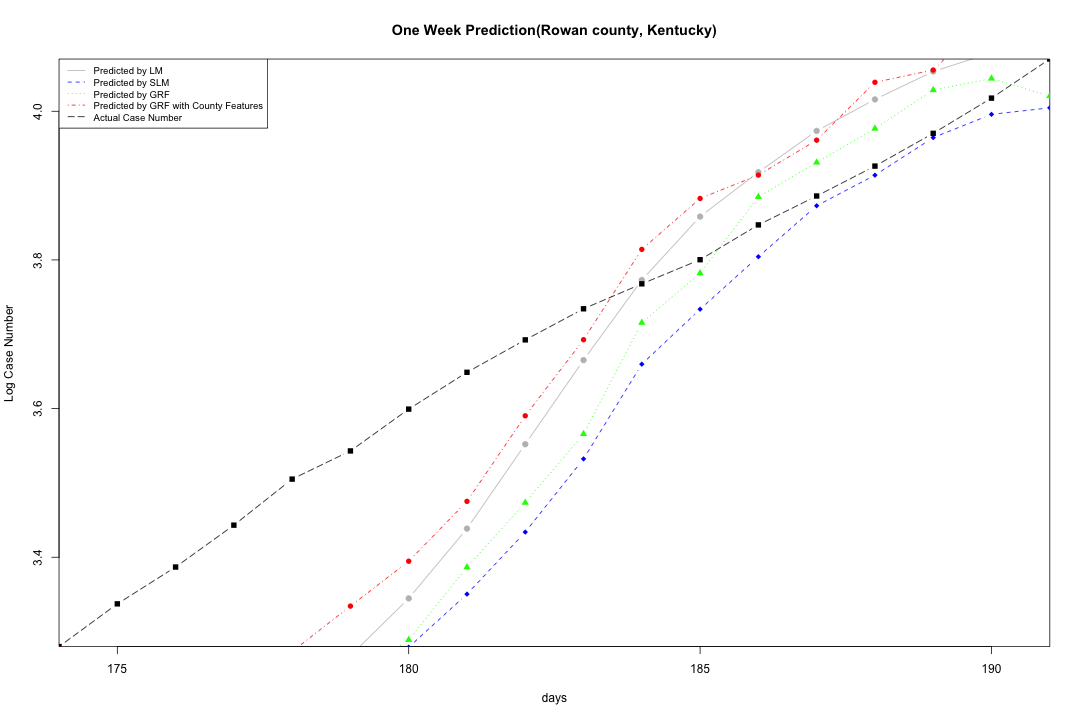 One Week Prediction(Rowan county, Kentucky)
Predicted by LM
Predicted by SLM
Predicted by GRF
Predicted by GRF with County Features
Actual Case Number
Log Case Number
4.0
3.8
3.6
3.4
175
180
185
190
days